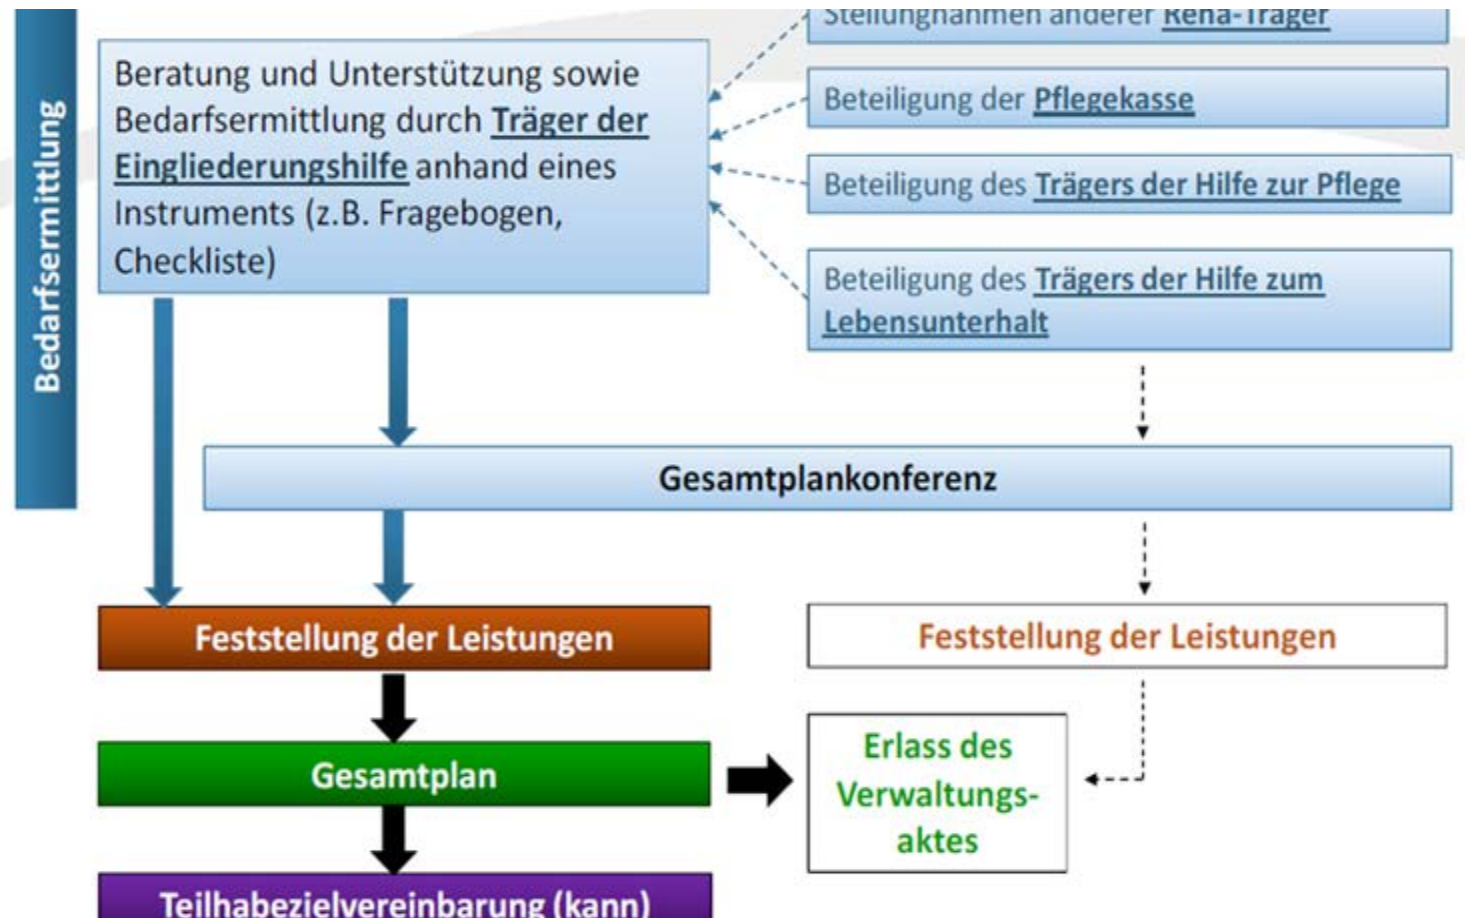 Bedarfsermittlung
Beratung und Unterstützung sowie
Bedarfsermittlung durch Träger der
Eingliederungshilfe anhand eines
Instruments (z.B. Fragebogen,
Checkliste)
Stellungnahmen anderer Reha-Träger
Beteiligung der Pflegekasse
Beteiligung des Trägers der Hilfe zur Pflege
Beteiligung des Trägers der Hilfe zum
Lebensunterhalt
Gesamtplankonferenz
Feststellung der Leistungen
Feststellung der Leistungen
Gesamtplan
Erlass des
Verwaltungs-
aktes
Teilhabezielvereinbarung (kann)